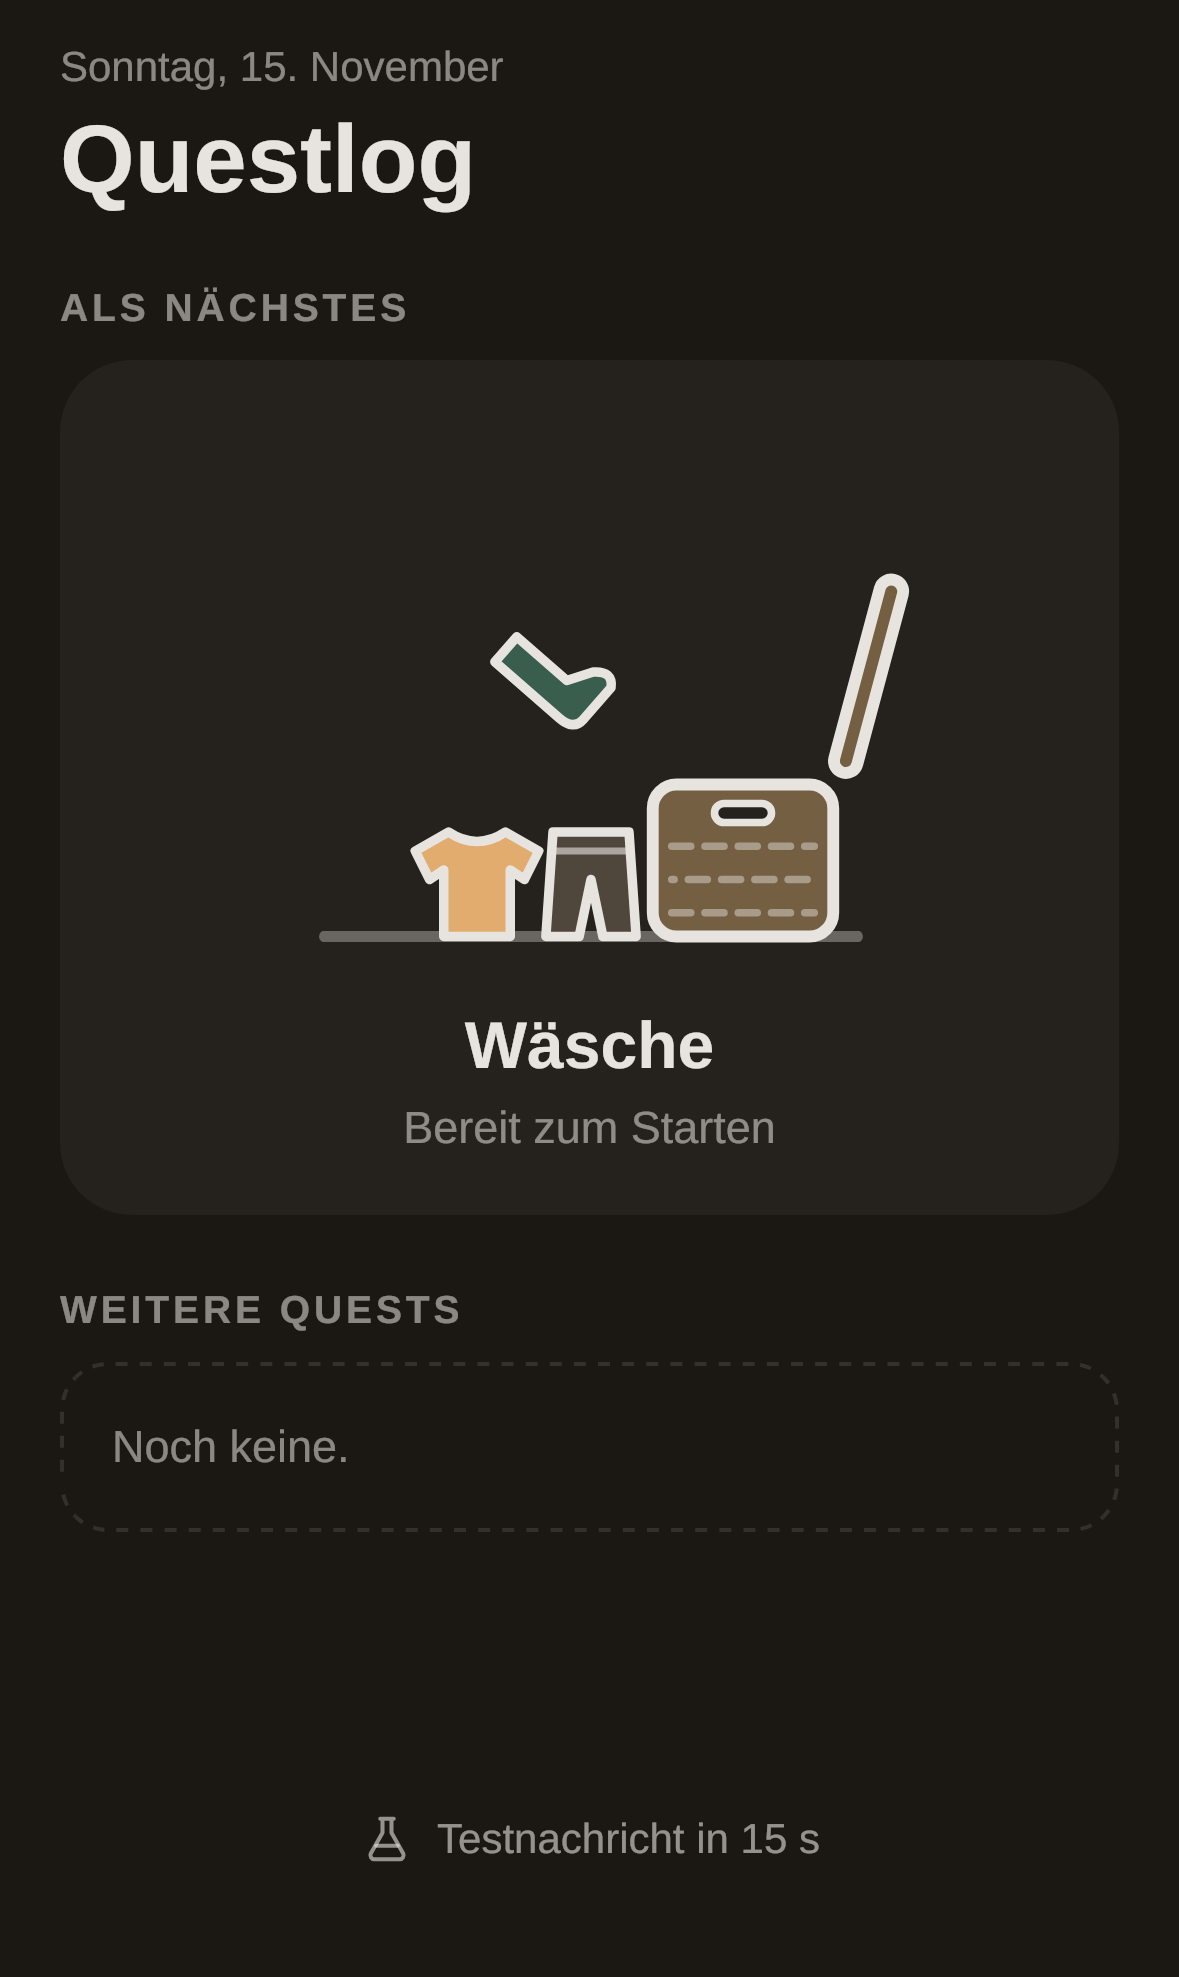 Sonntag, 15. November
Questlog
ALS NÄCHSTES
Wäsche
Bereit zum Starten
WEITERE QUESTS
Noch keine.
Testnachricht in 15 s